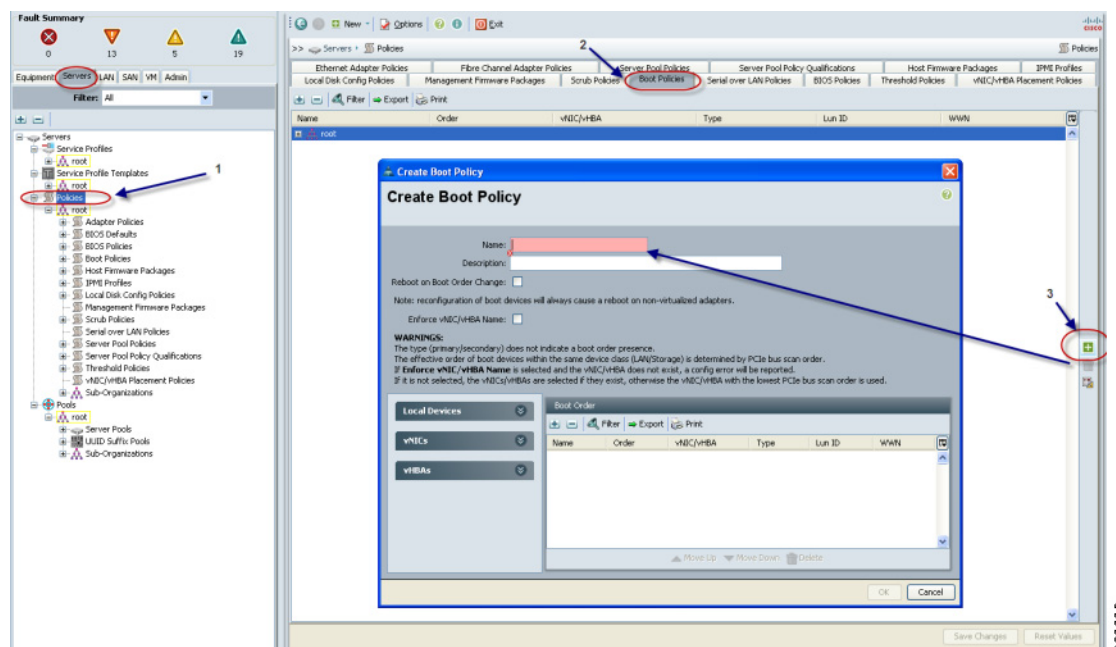 Fault Summary
0 13 5 19
Equipment Servers LAN SAN VM Admin
Filter: All
Servers
Service Profiles
root
Service Profile Templates
root
Policies
root
Adapter Policies
BIOS Defaults
BIOS Policies
Boot Policies
Host Firmware Packages
IPMI Profiles
Local Disk Config Policies
Management Firmware Packages
Scrub Policies
Serial over LAN Policies
Server Pool Policies
Server Pool Policy Qualifications
Threshold Policies
vNIC/vHBA Placement Policies
Sub-Organizations
Pools
root
Server Pools
UUID Suffix Pools
Sub-Organizations
1
New Options Exit
CISCO
>> Servers Policies Policies
2
Ethernet Adapter Policies Fibre Channel Adapter Policies Server Pool Policies Server Pool Policy Qualifications Host Firmware Packages IPMI Profiles
Local Disk Config Policies Management Firmware Packages Scrub Policies Boot Policies Serial over LAN Policies BIOS Policies Threshold Policies vNIC/vHBA Placement Policies
Filter Export Print
Name Order vNIC/vHBA Type Lun ID WWN
root
Create Boot Policy
Create Boot Policy
Name:
Description:
Reboot on Boot Order Change:
Note: reconfiguration of boot devices will always cause a reboot on non-virtualized adapters.
Enforce vNIC/vHBA Name:
WARNINGS:
The type (primary/secondary) does not indicate a boot order presence.
The effective order of boot devices within the same device class (LAN/Storage) is determined by PCIe bus scan order.
If Enforce vNIC/vHBA Name is selected and the vNIC/vHBA does not exist, a config error will be reported.
If it is not selected, the vNICs/vHBAs are selected if they exist, otherwise the vNIC/vHBA with the lowest PCIe bus scan order is used.
Local Devices
vNICs
vHBAs
Boot Order
Filter Export Print
Name Order vNIC/vHBA Type Lun ID WWN
Move Up Move Down Delete
OK Cancel
3
Save Changes Reset Values